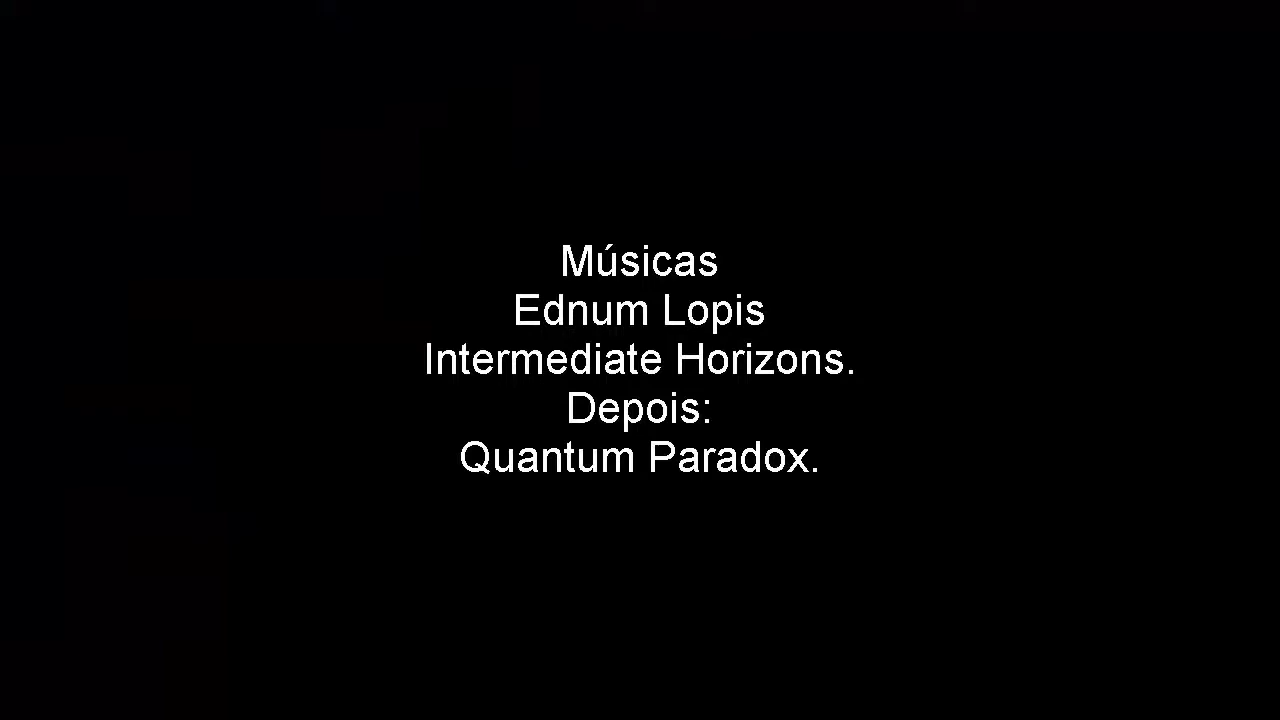 Músicas
Ednum Lopis
Intermediate Horizons.
Depois:
Quantum Paradox.